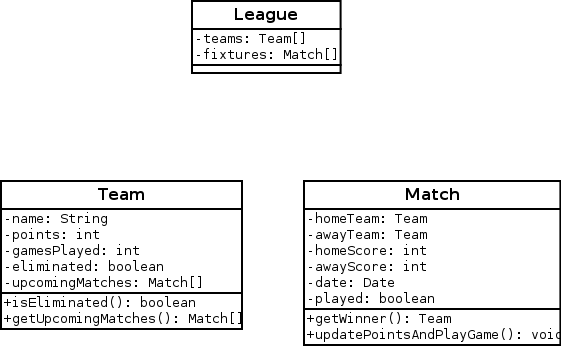 League
-teams: Team[]
-fixtures: Match[]
Team
-name: String
-points: int
-gamesPlayed: int
-eliminated: boolean
-upcomingMatches: Match[]
+isEliminated(): boolean
+getUpcomingMatches(): Match[]
Match
-homeTeam: Team
-awayTeam: Team
-homeScore: int
-awayScore: int
-date: Date
-played: boolean
+getWinner(): Team
+updatePointsAndPlayGame(): void